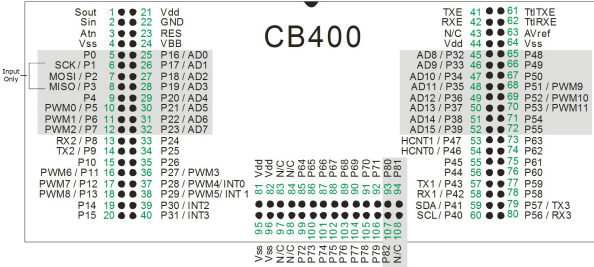 CB400
Sout 1 21 Vdd
Sin 2 22 GND
Atn 3 23 RES
Vss 4 24 VBB
P0 5 25 P16 / AD0
SCK / P1 6 26 P17 / AD1
Input Only
MOSI / P2 7 27 P18 / AD2
MISO / P3 8 28 P19 / AD3
P4 9 29 P20 / AD4
PWM0 / P5 10 30 P21 / AD5
PWM1 / P6 11 31 P22 / AD6
PWM2 / P7 12 32 P23 / AD7
RX2 / P8 13 33 P24
TX2 / P9 14 34 P25
P10 15 35 P26
PWM6 / P11 16 36 P27 / PWM3
PWM7 / P12 17 37 P28 / PWM4/ INT0
PWM8 / P13 18 38 P29 / PWM5/ INT 1
P14 19 39 P30 / INT2
P15 20 40 P31 / INT3
TXE 41 61 TtlTXE
RXE 42 62 TtlRXE
N/C 43 63 AVref
Vdd 44 64 Vss
AD8 / P32 45 65 P48
AD9 / P33 46 66 P49
AD10 / P34 47 67 P50
AD11 / P35 48 68 P51 / PWM9
AD12 / P36 49 69 P52 / PWM10
AD13 / P37 50 70 P53 / PWM11
AD14 / P38 51 71 P54
AD15 / P39 52 72 P55
HCNT1 / P47 53 73 P63
HCNT0 / P46 54 74 P62
P45 55 75 P61
P44 56 76 P60
TX1 / P43 57 77 P59
RX1 / P42 58 78 P58
SDA / P41 59 79 P57 / TX3
SCL / P40 60 80 P56 / RX3
Vdd Vdd N/C N/C P64 P65 P66 P67 P68 P69 P70 P71 P80 P81
81 82 83 84 85 86 87 88 89 90 91 92 93 94
95 96 97 98 99 100 101 102 103 104 105 106 107 108
Vss Vss N/C N/C P72 P73 P74 P75 P76 P77 P78 P79 P82 N/C